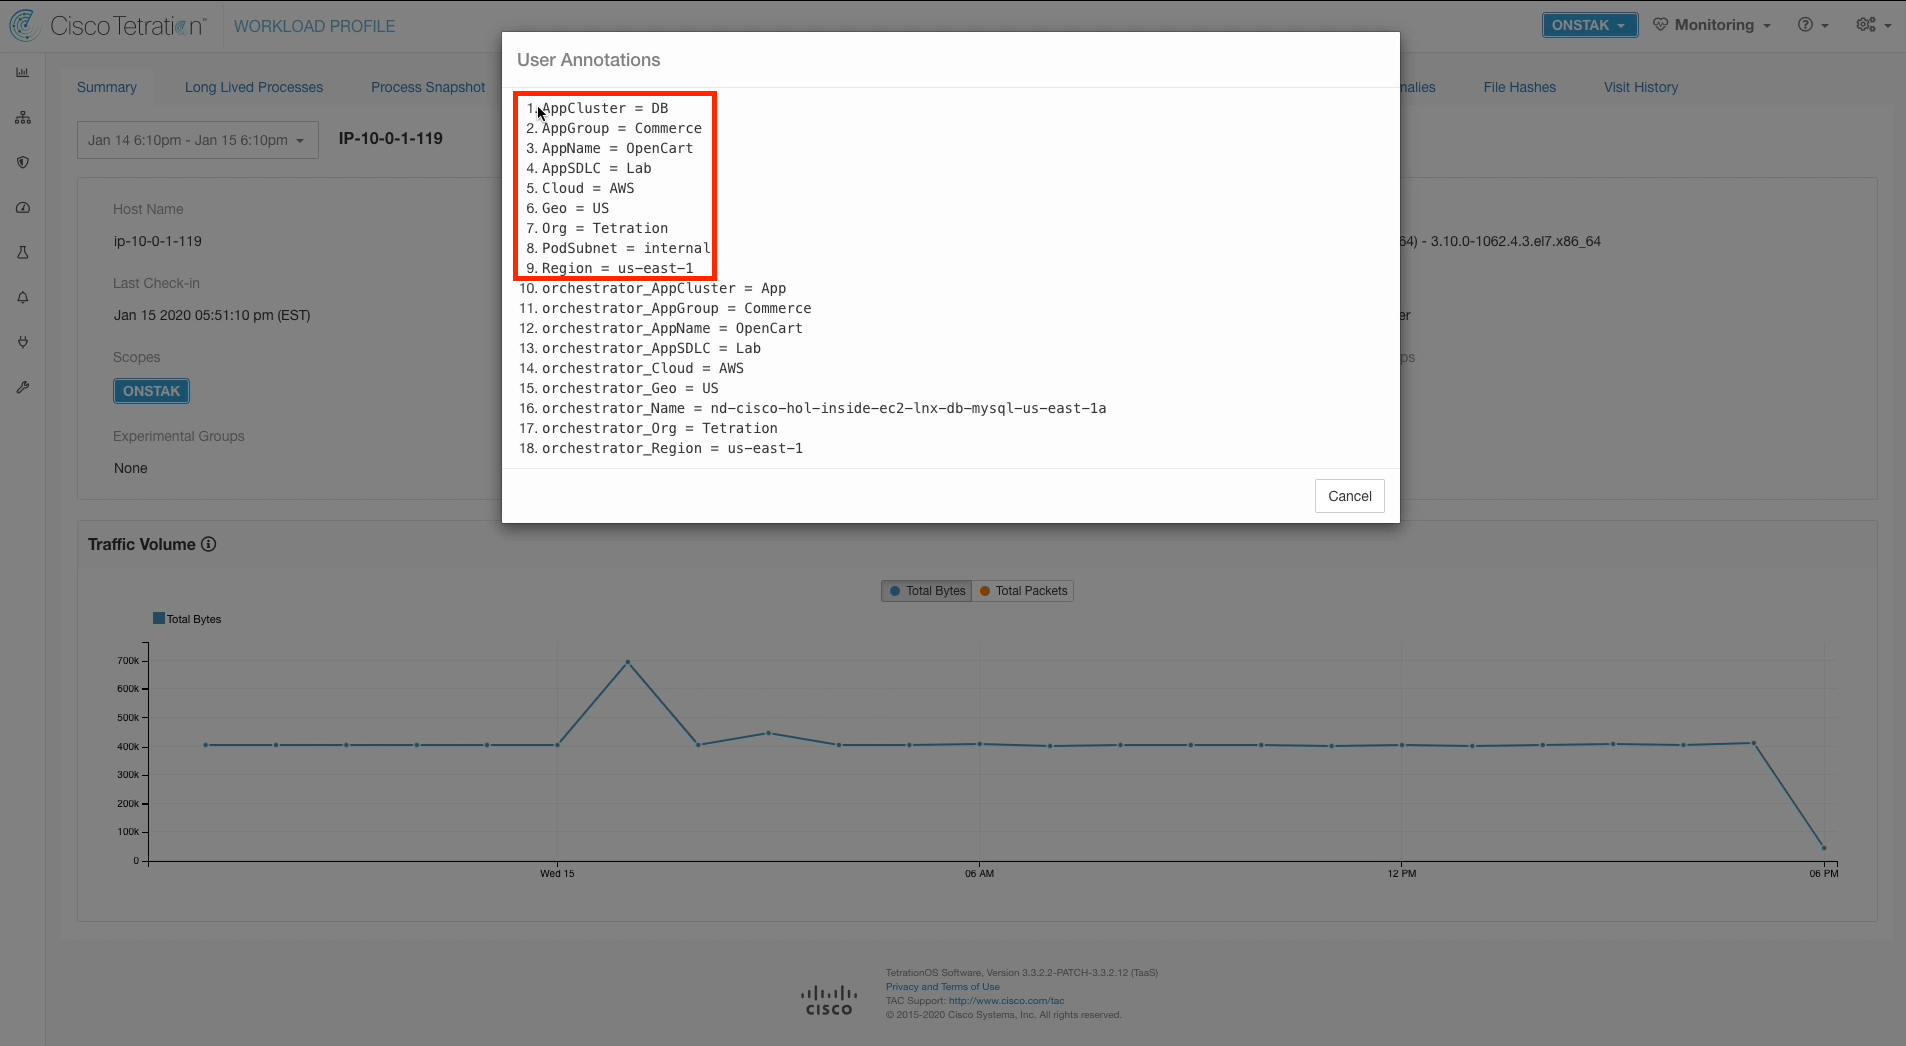 Cisco Tetration™
WORKLOAD PROFILE
ONSTAK
Monitoring
Summary
Long Lived Processes
Process Snapshot
File Hashes
Visit History
Jan 14 6:10pm - Jan 15 6:10pm
IP-10-0-1-119
Host Name
ip-10-0-1-119
Last Check-in
Jan 15 2020 05:51:10 pm (EST)
Scopes
ONSTAK
Experimental Groups
None
64) - 3.10.0-1062.4.3.el7.x86_64
User Annotations
1. AppCluster = DB
2. AppGroup = Commerce
3. AppName = OpenCart
4. AppSDLC = Lab
5. Cloud = AWS
6. Geo = US
7. Org = Tetration
8. PodSubnet = internal
9. Region = us-east-1
10. orchestrator_AppCluster = App
11. orchestrator_AppGroup = Commerce
12. orchestrator_AppName = OpenCart
13. orchestrator_AppSDLC = Lab
14. orchestrator_Cloud = AWS
15. orchestrator_Geo = US
16. orchestrator_Name = nd-cisco-hol-inside-ec2-lnx-db-mysql-us-east-1a
17. orchestrator_Org = Tetration
18. orchestrator_Region = us-east-1
Cancel
Traffic Volume
Total Bytes
Total Packets
Total Bytes
700k
600k
500k
400k
300k
200k
100k
0
Wed 15
06 AM
12 PM
06 PM
CISCO
TetrationOS Software, Version 3.3.2.2-PATCH-3.3.2.12 (TaaS)
Privacy and Terms of Use
TAC Support: http://www.cisco.com/tac
© 2015-2020 Cisco Systems, Inc. All rights reserved.